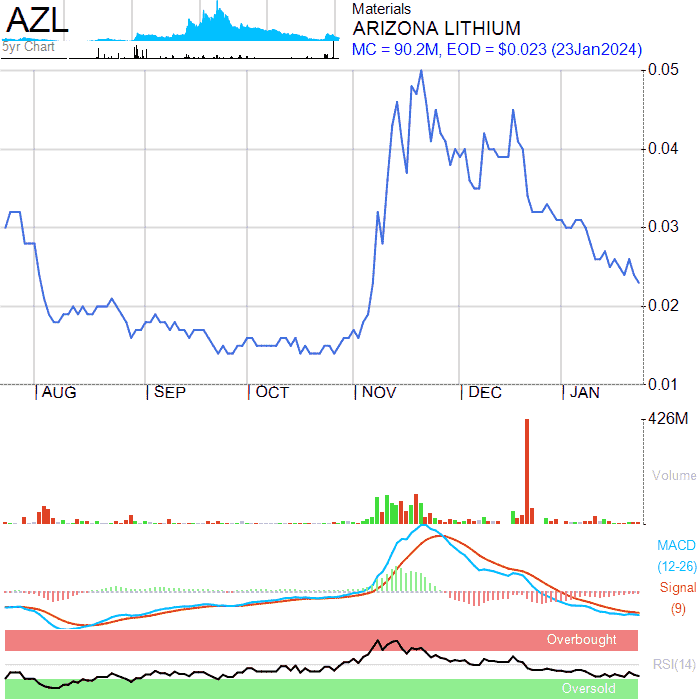 AZL
5yr Chart
Materials
ARIZONA LITHIUM
MC = 90.2M, EOD = $0.023 (23Jan2024)
0.05
0.04
0.03
0.02
0.01
AUG SEP OCT NOV DEC JAN
426M
Volume
MACD
(12-26)
Signal
(9)
Overbought
RSI(14)
Oversold